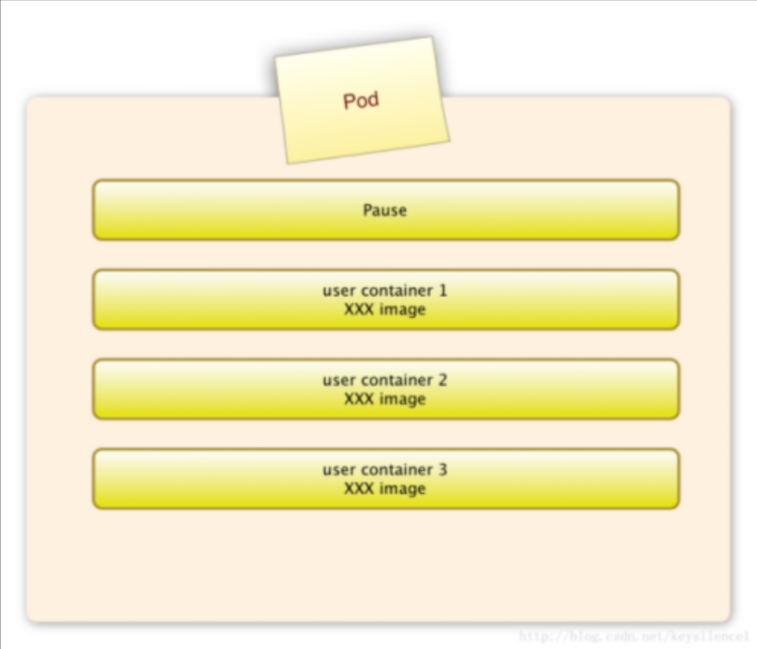 Pod
Pause
user container 1
XXX image
user container 2
XXX image
user container 3
XXX image
http://blog.csdn.net/keysilence1